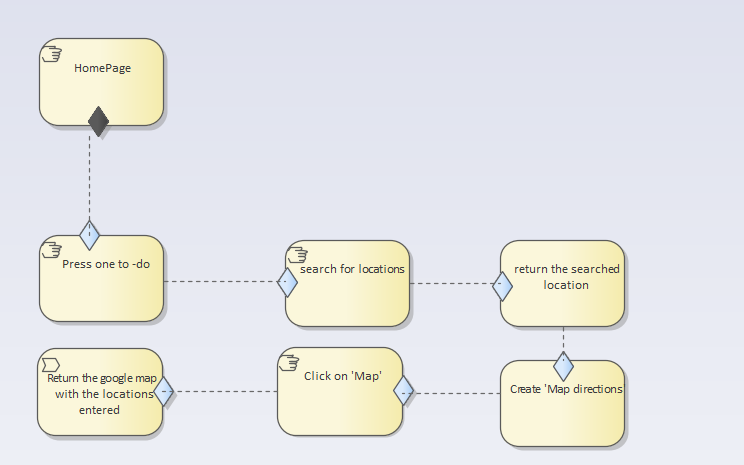 HomePage
Press one to -do
search for locations
return the searched
location
Return the google map
with the locations
entered
Click on 'Map'
Create 'Map directions'